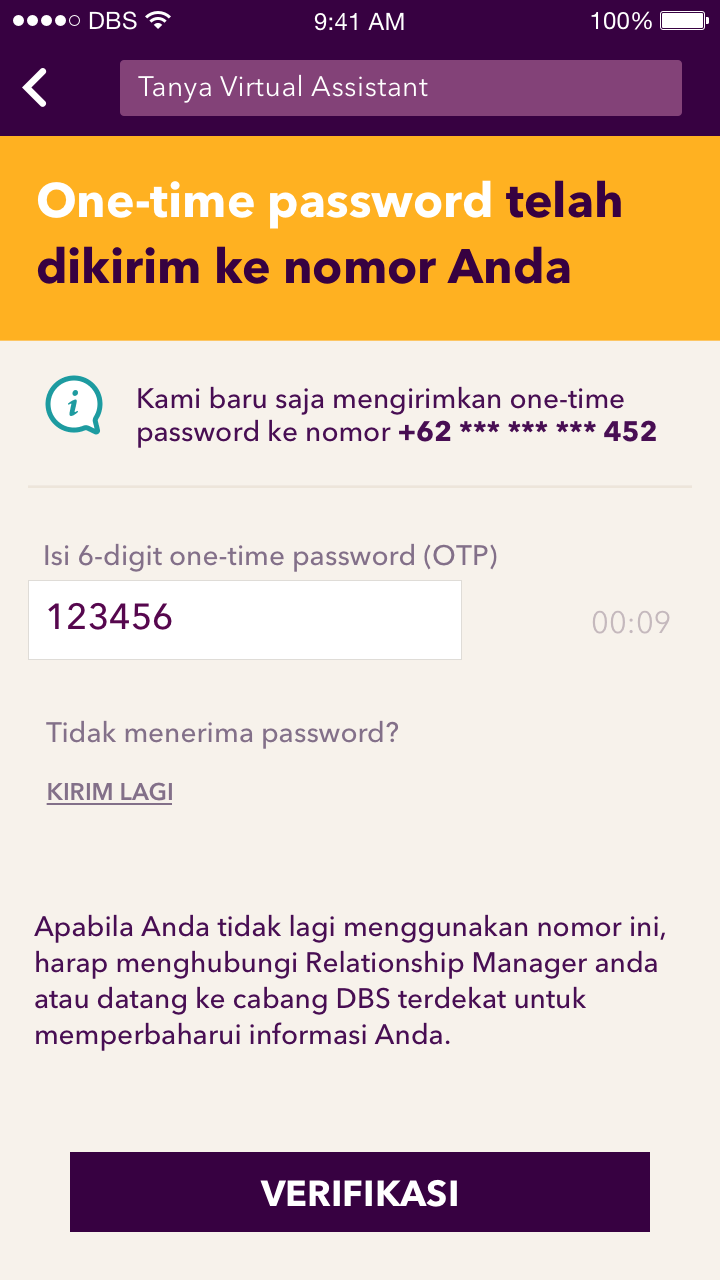 DBS 9:41 AM 100%
Tanya Virtual Assistant
One-time password telah
dikirim ke nomor Anda
Kami baru saja mengirimkan one-time
password ke nomor +62 *** *** *** 452
Isi 6-digit one-time password (OTP)
123456
00:09
Tidak menerima password?
KIRIM LAGI
Apabila Anda tidak lagi menggunakan nomor ini,
harap menghubungi Relationship Manager anda
atau datang ke cabang DBS terdekat untuk
memperbaharui informasi Anda.
VERIFIKASI